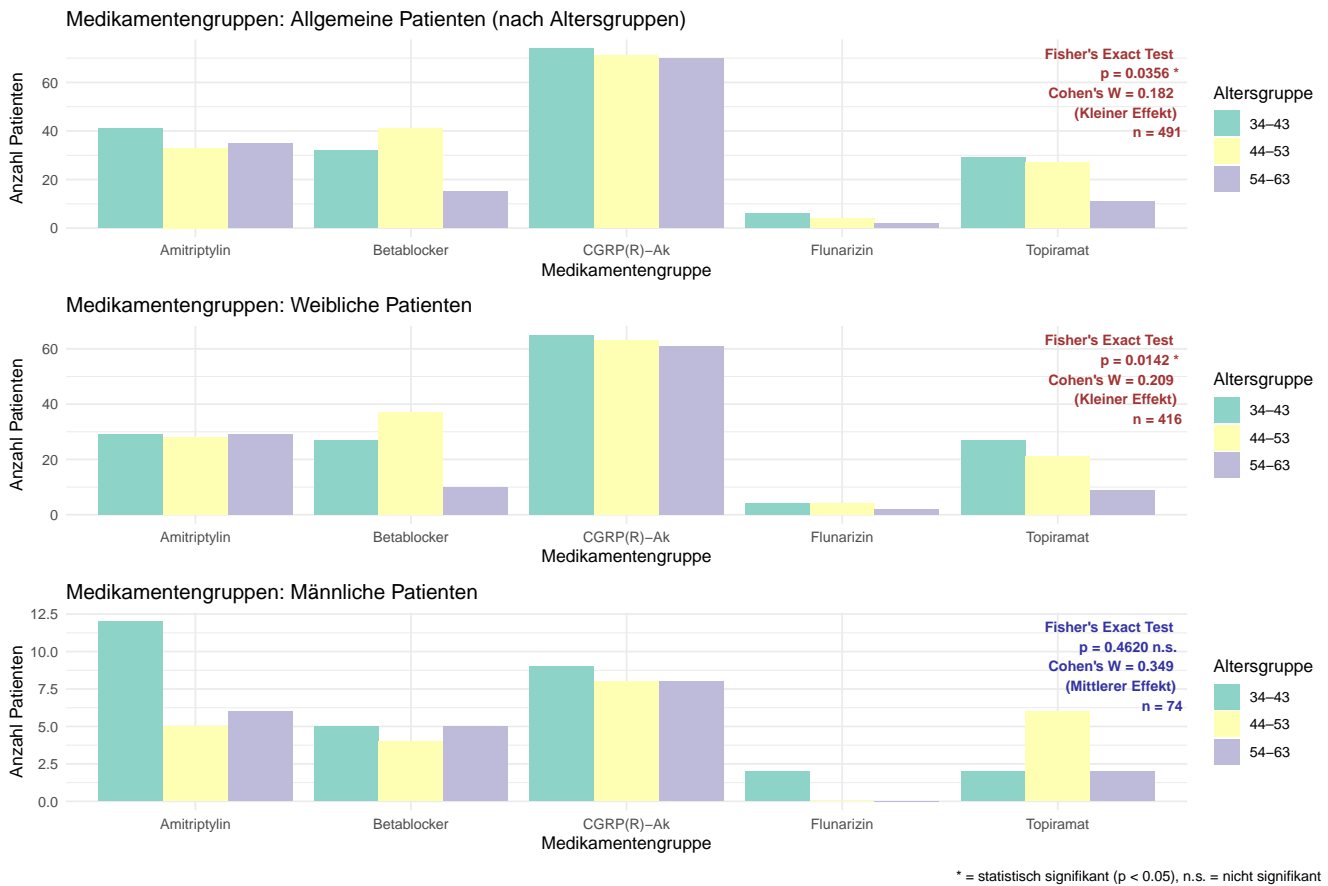 Medikamentengruppen: Allgemeine Patienten (nach Altersgruppen)
Anzahl Patienten
60
40
20
0
Fisher's Exact Test
p = 0.0356 *
Cohen's W = 0.182
(Kleiner Effekt)
n = 491
Altersgruppe
34–43
44–53
54–63
Amitriptylin Betablocker CGRP(R)−Ak Flunarizin Topiramat
Medikamentengruppe
Medikamentengruppen: Weibliche Patienten
Anzahl Patienten
60
40
20
0
Fisher's Exact Test
p = 0.0142 *
Cohen's W = 0.209
(Kleiner Effekt)
n = 416
Altersgruppe
34–43
44–53
54–63
Amitriptylin Betablocker CGRP(R)−Ak Flunarizin Topiramat
Medikamentengruppe
Medikamentengruppen: Männliche Patienten
Anzahl Patienten
12.5
10.0
7.5
5.0
2.5
0.0
Fisher's Exact Test
p = 0.4620 n.s.
Cohen's W = 0.349
(Mittlerer Effekt)
n = 74
Altersgruppe
34–43
44–53
54–63
Amitriptylin Betablocker CGRP(R)−Ak Flunarizin Topiramat
Medikamentengruppe
* = statistisch signifikant (p < 0.05), n.s. = nicht signifikant